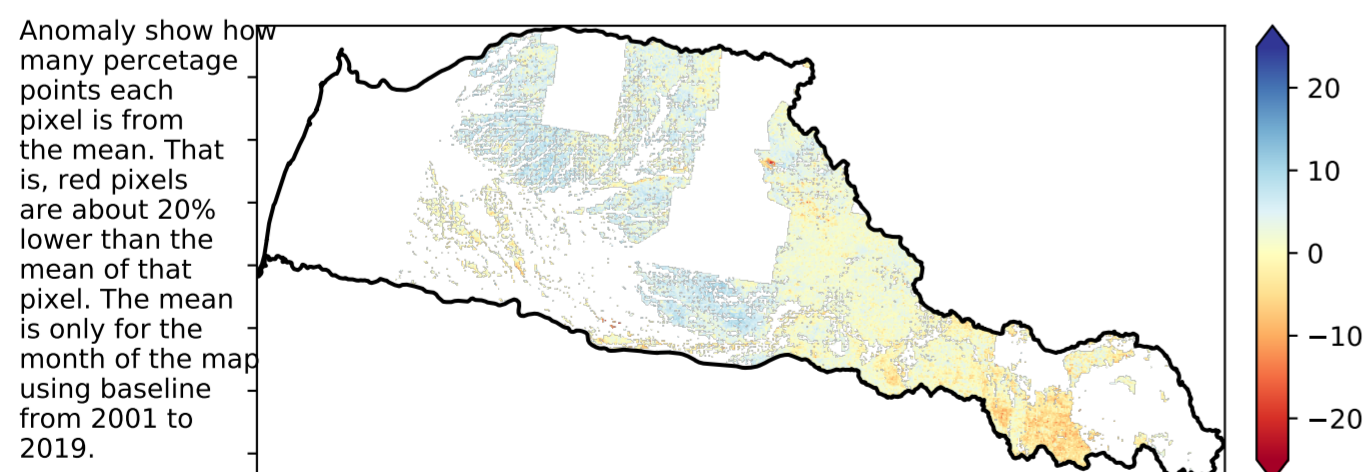 Anomaly show how
many percetage
points each
pixel is from
the mean. That
is, red pixels
are about 20%
lower than the
mean of that
pixel. The mean
is only for the
month of the map
using baseline
from 2001 to
2019.
20
10
0
−10
−20